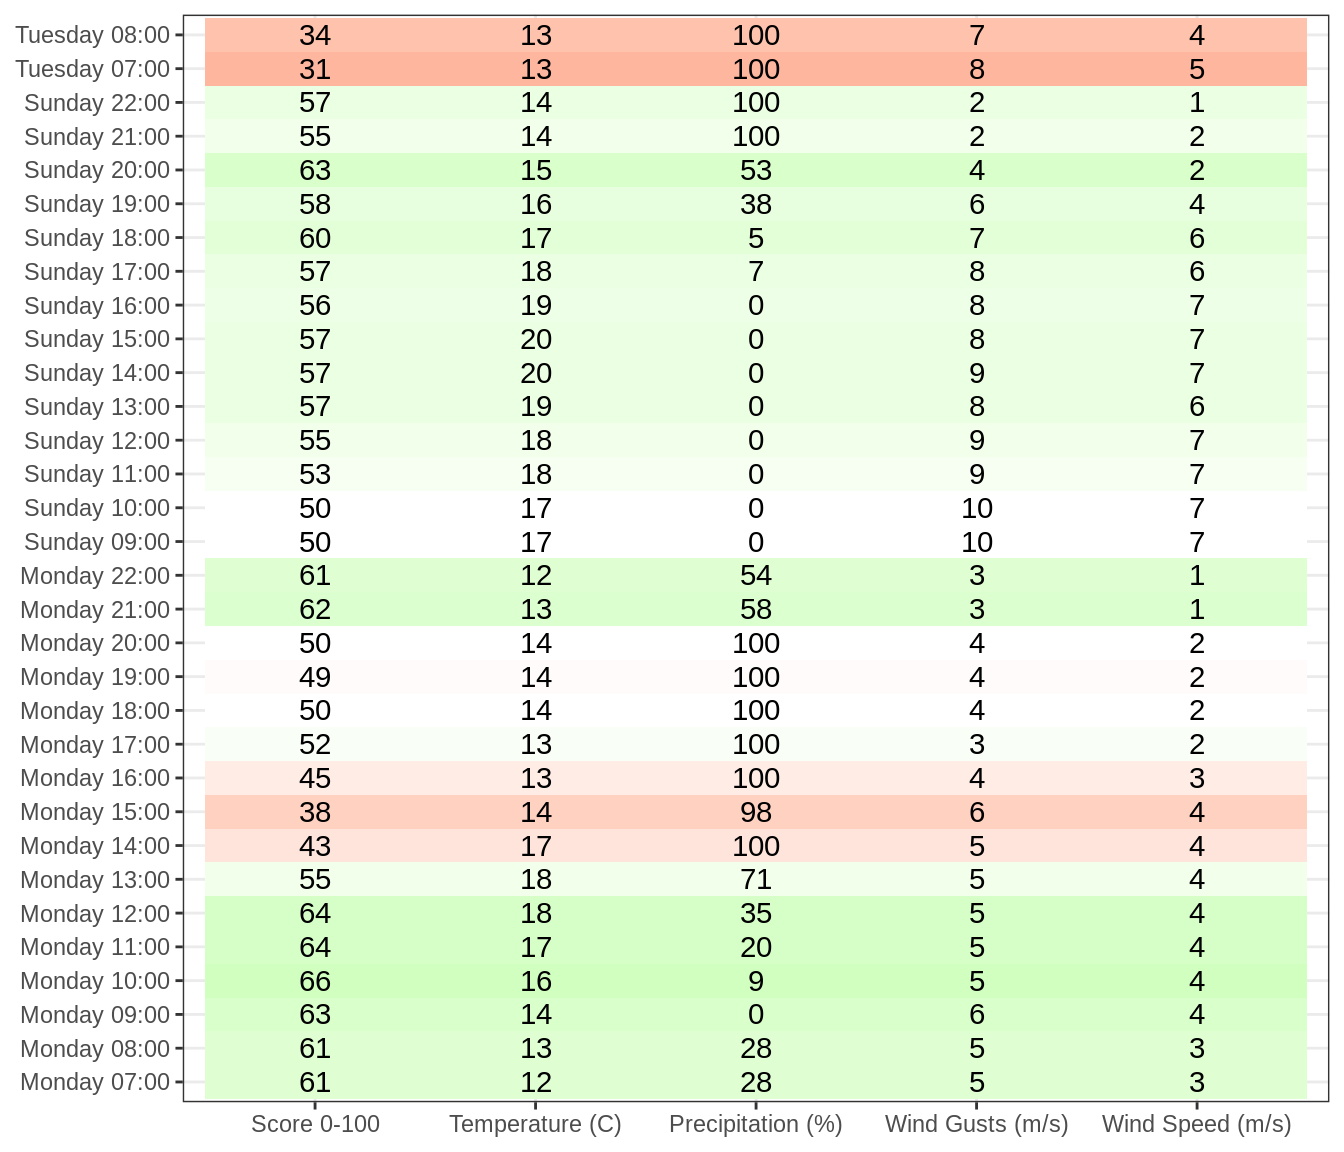 Tuesday 08:00 34 13 100 7 4
Tuesday 07:00 31 13 100 8 5
Sunday 22:00 57 14 100 2 1
Sunday 21:00 55 14 100 2 2
Sunday 20:00 63 15 53 4 2
Sunday 19:00 58 16 38 6 4
Sunday 18:00 60 17 5 7 6
Sunday 17:00 57 18 7 8 6
Sunday 16:00 56 19 0 8 7
Sunday 15:00 57 20 0 8 7
Sunday 14:00 57 20 0 9 7
Sunday 13:00 57 19 0 8 6
Sunday 12:00 55 18 0 9 7
Sunday 11:00 53 18 0 9 7
Sunday 10:00 50 17 0 10 7
Sunday 09:00 50 17 0 10 7
Monday 22:00 61 12 54 3 1
Monday 21:00 62 13 58 3 1
Monday 20:00 50 14 100 4 2
Monday 19:00 49 14 100 4 2
Monday 18:00 50 14 100 4 2
Monday 17:00 52 13 100 3 2
Monday 16:00 45 13 100 4 3
Monday 15:00 38 14 98 6 4
Monday 14:00 43 17 100 5 4
Monday 13:00 55 18 71 5 4
Monday 12:00 64 18 35 5 4
Monday 11:00 64 17 20 5 4
Monday 10:00 66 16 9 5 4
Monday 09:00 63 14 0 6 4
Monday 08:00 61 13 28 5 3
Monday 07:00 61 12 28 5 3
Score 0-100 Temperature (C) Precipitation (%) Wind Gusts (m/s) Wind Speed (m/s)